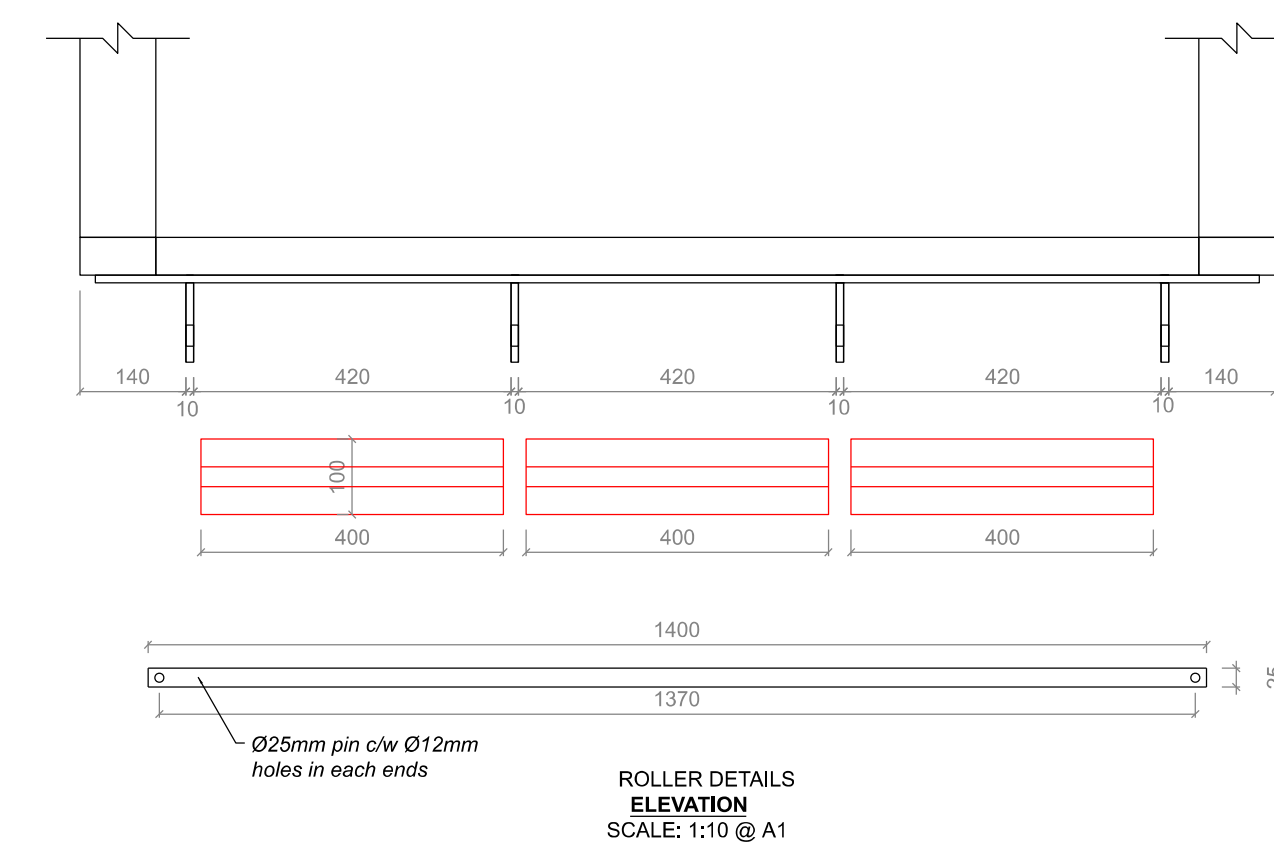 140 420 420 420 140
10 10 10 10
100
400 400 400
1400
25
1370
Ø25mm pin c/w Ø12mm
holes in each ends
ROLLER DETAILS
ELEVATION
SCALE: 1:10 @ A1